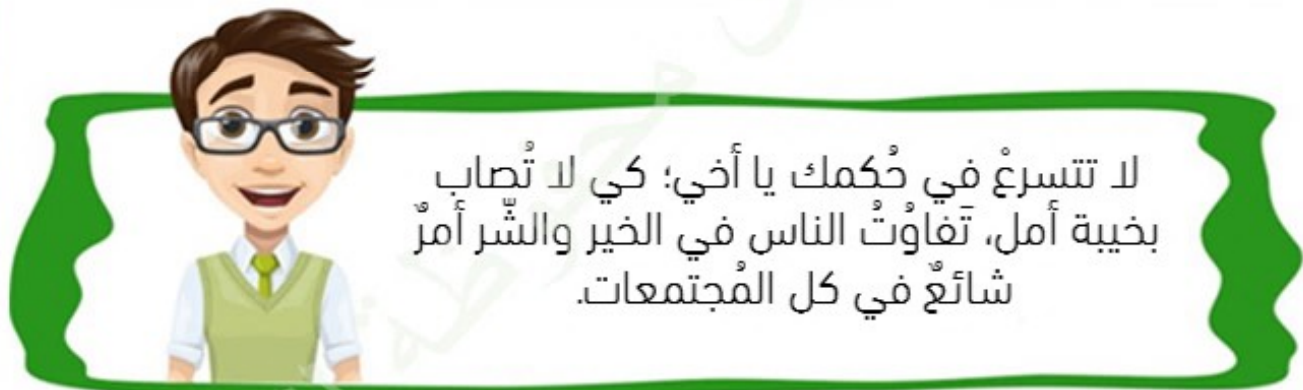 لا تتسرعْ في حُكمك يا أخي؛ كي لا تُصاب
بخيبة أمل، تَفاوُتُ الناس في الخير والشّر أمرٌ
شائعٌ في كل المُجتمعات.